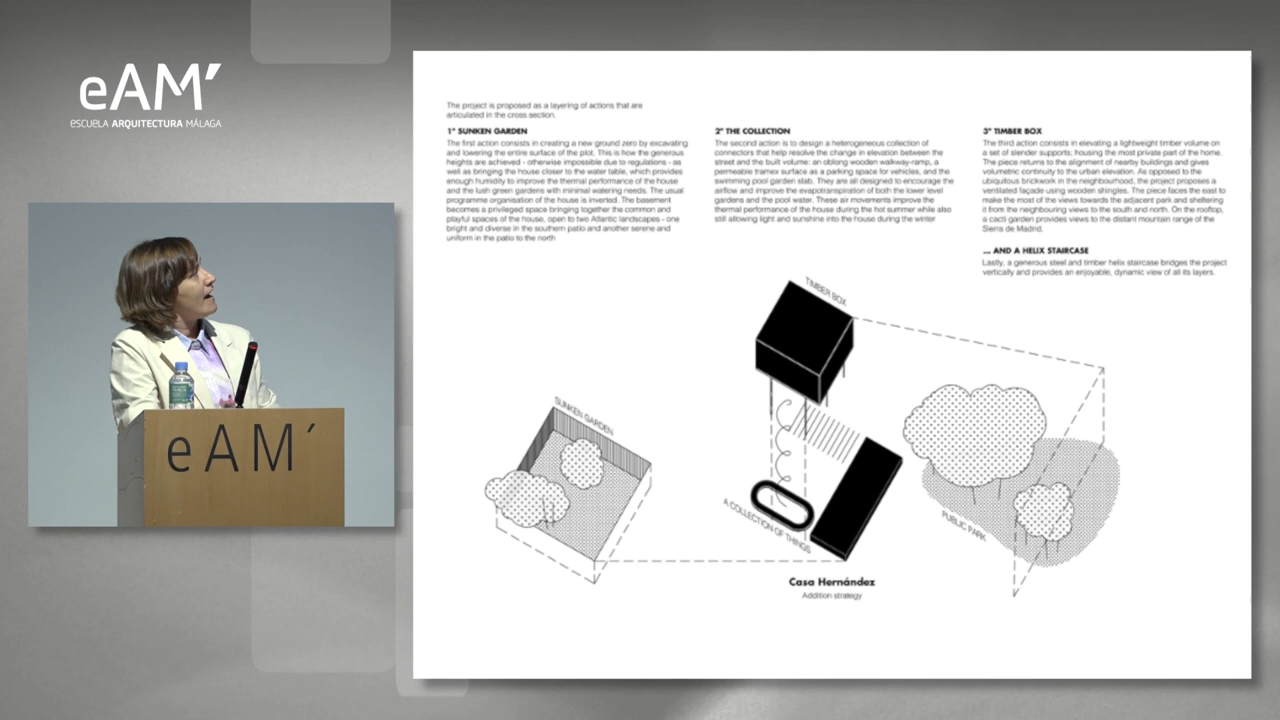 eAM´
ESCUELA ARQUITECTURA MÁLAGA
eAM´
The project is proposed as a layering of actions that are
articulated in the cross section.
1º SUNKEN GARDEN
The first action consists in creating a new ground zero by excavating
and lowering the entire surface of the plot. This is how the generous
heights are achieved - otherwise impossible due to regulations - as
well as bringing the house closer to the water table, which provides
enough humidity to improve the thermal performance of the house
and the lush green gardens with minimal watering needs. The usual
programme organisation of the house is inverted. The basement
becomes a privileged space bringing together the common and
playful spaces of the house, open to two Atlantic landscapes - one
bright and diverse in the southern patio and another serene and
uniform in the patio to the north
2º THE COLLECTION
The second action is to design a heterogeneous collection of
connectors that help resolve the change in elevation between the
street and the built volume: an oblong wooden walkway-ramp, a
permeable tramex surface as a parking space for vehicles, and the
swimming pool garden slab. They are all designed to encourage the
airflow and improve the evapotranspiration of both the lower level
gardens and the pool water. These air movements improve the
thermal performance of the house during the hot summer while also
still allowing light and sunshine into the house during the winter
3º TIMBER BOX
The third action consists in elevating a lightweight timber volume on
a set of slender supports; housing the most private part of the home.
The piece returns to the alignment of nearby buildings and gives
volumetric continuity to the urban elevation. As opposed to the
ubiquitous brickwork in the neighbourhood, the project proposes a
ventilated façade using wooden shingles. The piece faces the east to
make the most of the views towards the adjacent park and sheltering
it from the neighbouring views to the south and north. On the rooftop,
a cacti garden provides views to the distant mountain range of the
Sierra de Madrid.
... AND A HELIX STAIRCASE
Lastly, a generous steel and timber helix staircase bridges the project
vertically and provides an enjoyable, dynamic view of all its layers.
TIMBER BOX
SUNKEN GARDEN
A COLLECTION OF THINGS
PUBLIC PARK
Casa Hernández
Addition strategy